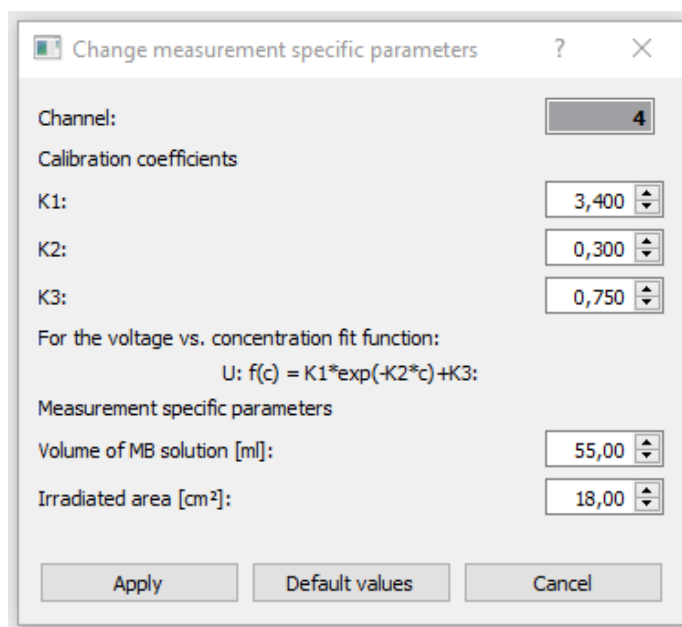 Change measurement specific parameters ?
Channel: 4
Calibration coefficients
K1: 3,400
K2: 0,300
K3: 0,750
For the voltage vs. concentration fit function:
U: f(c) = K1*exp(-K2*c)+K3:
Measurement specific parameters
Volume of MB solution [ml]: 55,00
Irradiated area [cm²]: 18,00
Apply Default values Cancel